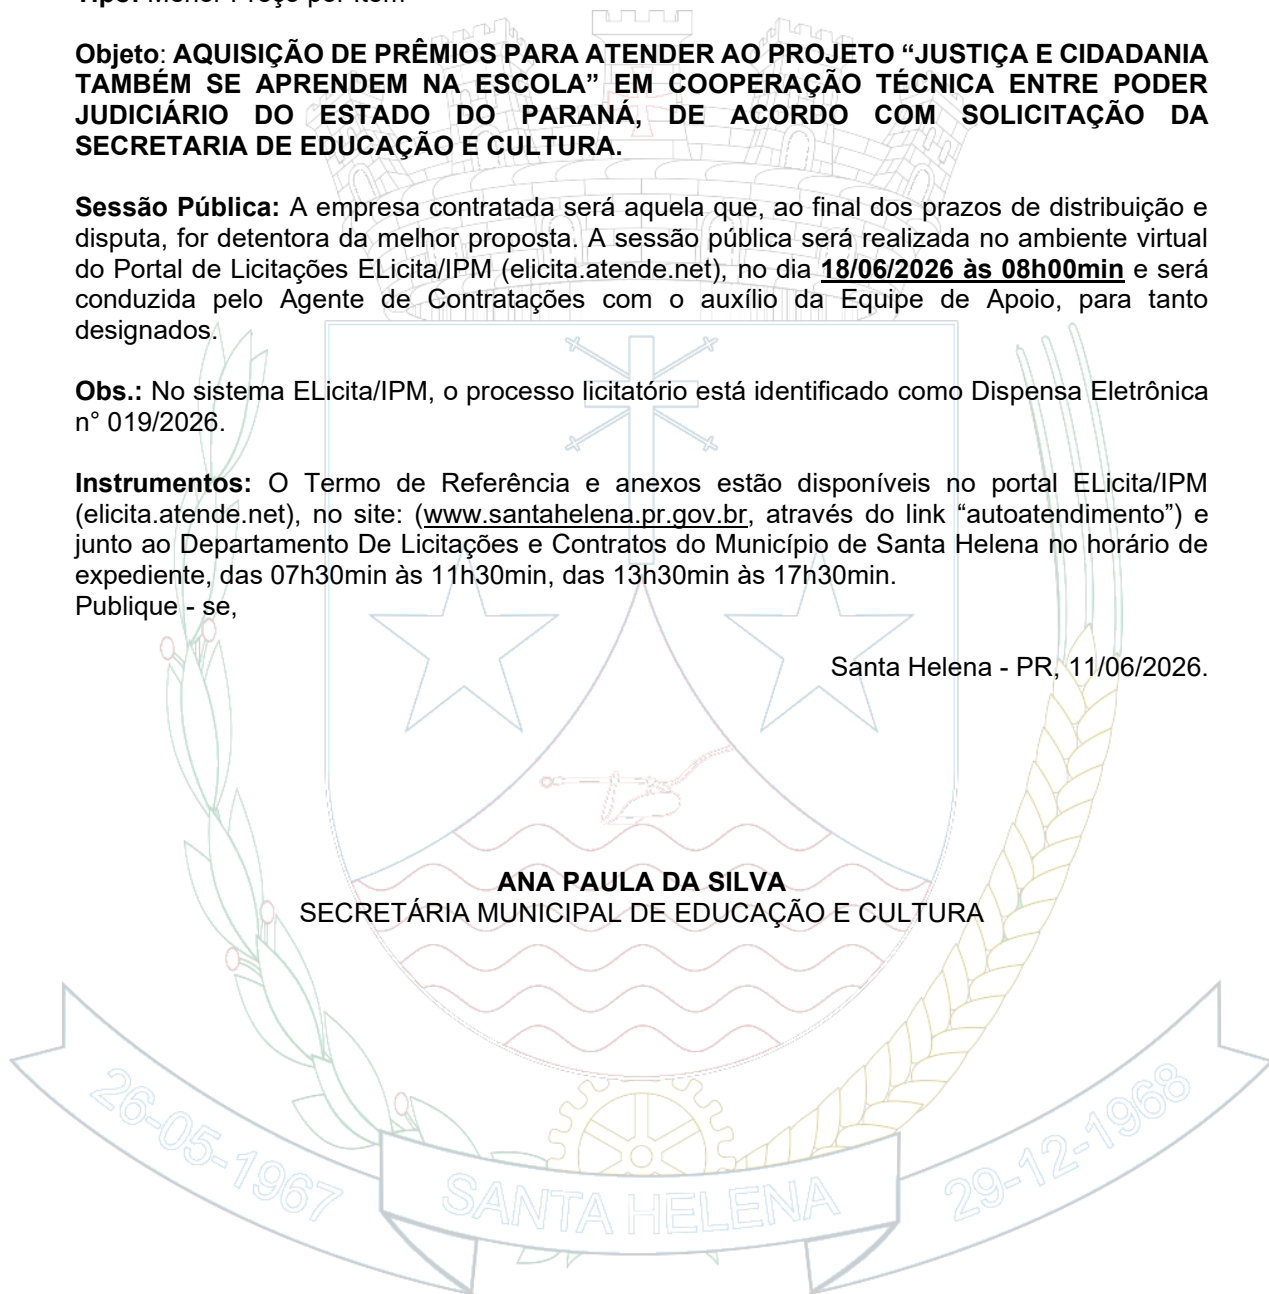 Tipo: Menor Preço por Item
Objeto: AQUISIÇÃO DE PRÊMIOS PARA ATENDER AO PROJETO “JUSTIÇA E CIDADANIA
TAMBÉM SE APRENDEM NA ESCOLA” EM COOPERAÇÃO TÉCNICA ENTRE PODER
JUDICIÁRIO DO ESTADO DO PARANÁ, DE ACORDO COM SOLICITAÇÃO DA
SECRETARIA DE EDUCAÇÃO E CULTURA.
Sessão Pública: A empresa contratada será aquela que, ao final dos prazos de distribuição e
disputa, for detentora da melhor proposta. A sessão pública será realizada no ambiente virtual
do Portal de Licitações ELicita/IPM (elicita.atende.net), no dia 18/06/2026 às 08h00min e será
conduzida pelo Agente de Contratações com o auxílio da Equipe de Apoio, para tanto
designados.
Obs.: No sistema ELicita/IPM, o processo licitatório está identificado como Dispensa Eletrônica
n° 019/2026.
Instrumentos: O Termo de Referência e anexos estão disponíveis no portal ELicita/IPM
(elicita.atende.net), no site: (www.santahelena.pr.gov.br, através do link “autoatendimento”) e
junto ao Departamento De Licitações e Contratos do Município de Santa Helena no horário de
expediente, das 07h30min às 11h30min, das 13h30min às 17h30min.
Publique - se,
Santa Helena - PR, 11/06/2026.
ANA PAULA DA SILVA
SECRETÁRIA MUNICIPAL DE EDUCAÇÃO E CULTURA
26-05-1967
SANTA HELENA
29-12-1968